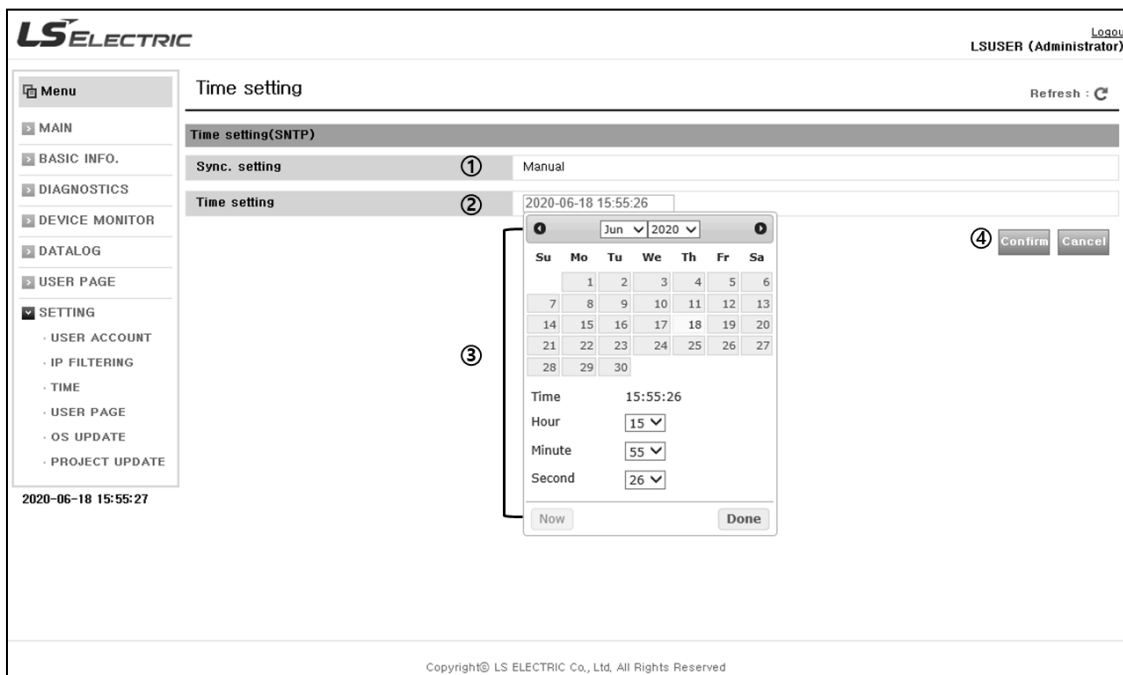 LS ELECTRIC
Logou
LSUSER (Administrator)
Menu
MAIN
BASIC INFO.
DIAGNOSTICS
DEVICE MONITOR
DATALOG
USER PAGE
SETTING
· USER ACCOUNT
· IP FILTERING
· TIME
· USER PAGE
· OS UPDATE
· PROJECT UPDATE
2020-06-18 15:55:27
Time setting
Refresh :
Time setting(SNTP)
Sync. setting ① Manual
Time setting ② 2020-06-18 15:55:26
③
Jun 2020
Su Mo Tu We Th Fr Sa
1 2 3 4 5 6
7 8 9 10 11 12 13
14 15 16 17 18 19 20
21 22 23 24 25 26 27
28 29 30
Time 15:55:26
Hour 15
Minute 55
Second 26
Now Done
④ Confirm Cancel
Copyright© LS ELECTRIC Co., Ltd, All Rights Reserved